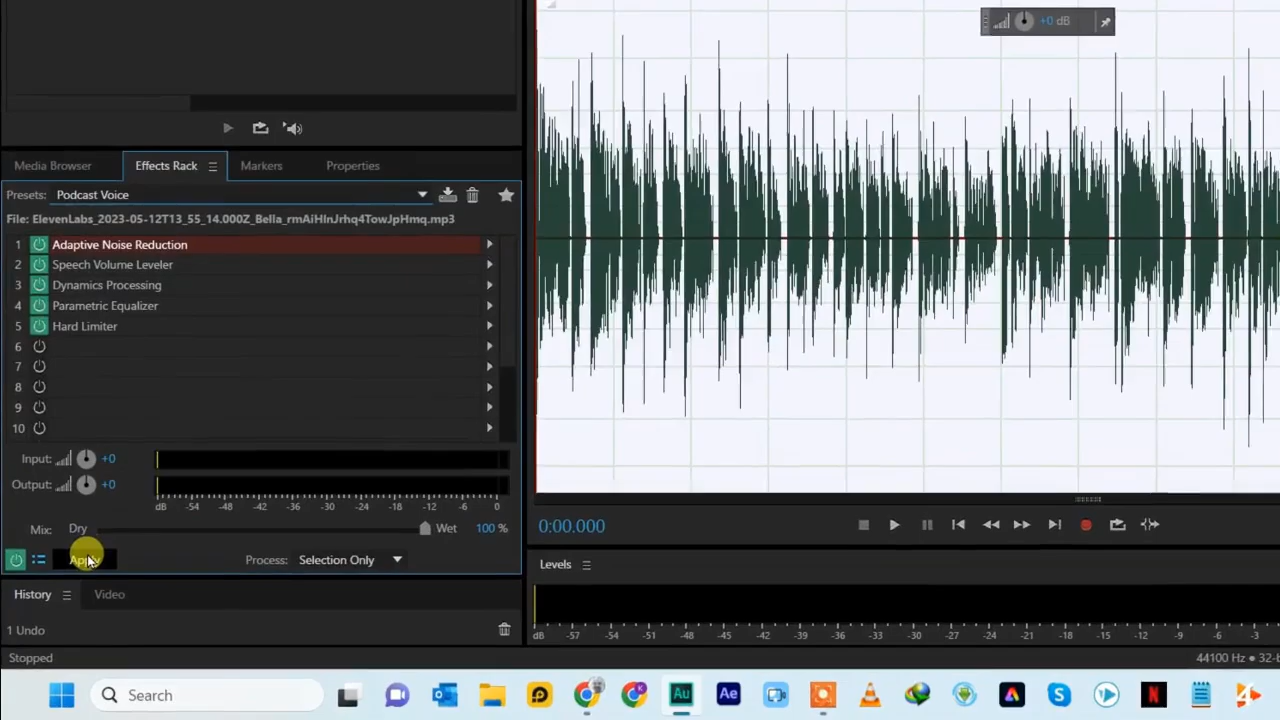 +0 dB
Media Browser Effects Rack Markers Properties
Presets: Podcast Voice
File: ElevenLabs_2023-05-12T13_55_14.000Z_Bella_rmAiHlnJrhq4TowJpHmq.mp3
1 Adaptive Noise Reduction
2 Speech Volume Leveler
3 Dynamics Processing
4 Parametric Equalizer
5 Hard Limiter
6
7
8
9
10
Input: +0
Output: +0
dB -54 -48 -42 -36 -30 -24 -18 -12 -6 0
Mix: Dry Wet 100 %
Apply Process: Selection Only
0:00.000
Levels
dB -57 -54 -51 -48 -45 -42 -39 -36 -33 -30 -27 -24 -21 -18 -15 -12 -9 -6 -3
History Video
1 Undo
Stopped
44100 Hz ● 32-b
Search
Au Ae
N